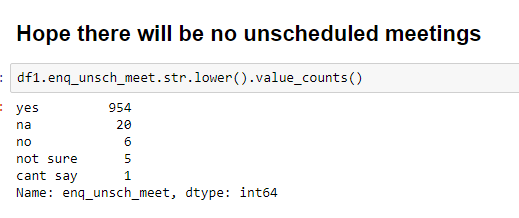 Hope there will be no unscheduled meetings
: df1.enq_unsch_meet.str.lower().value_counts()
: yes 954
na 20
no 6
not sure 5
cant say 1
Name: enq_unsch_meet, dtype: int64